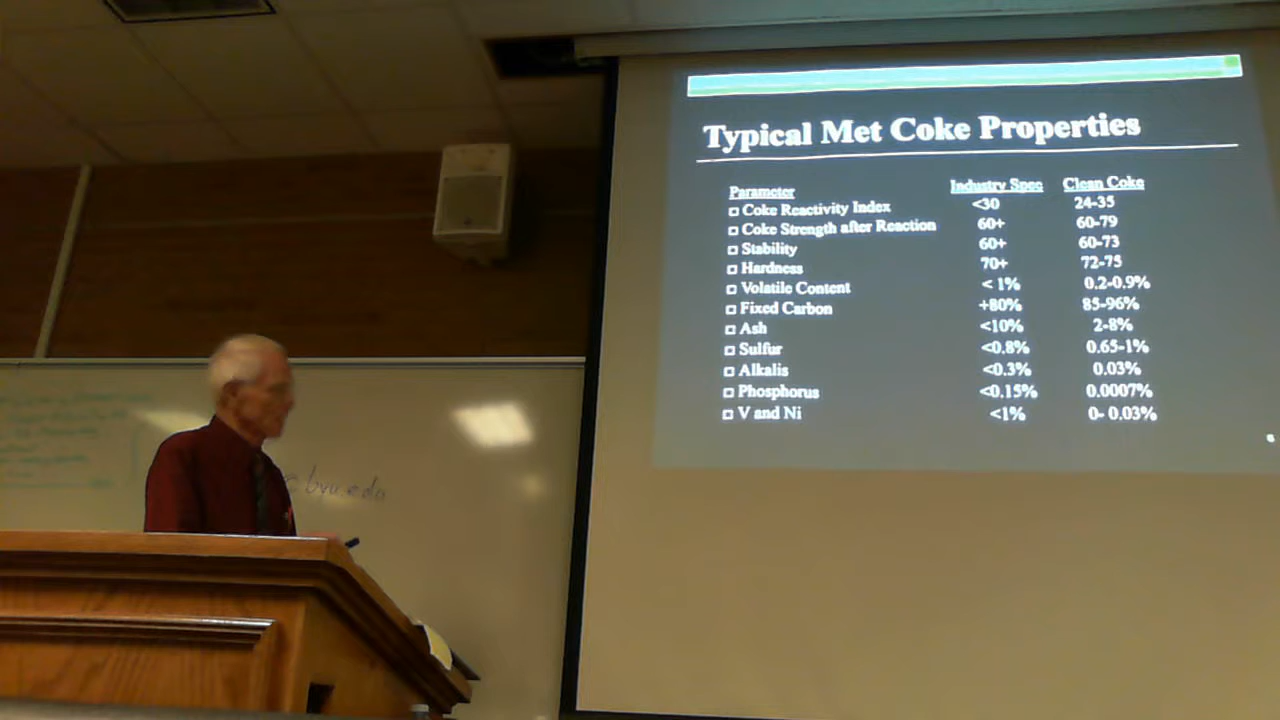 Typical Met Coke Properties
Parameter Industry Spec Clean Coke
Coke Reactivity Index <30 24-35
Coke Strength after Reaction 60+ 60-79
Stability 60+ 60-73
Hardness 70+ 72-75
Volatile Content < 1% 0.2-0.9%
Fixed Carbon +80% 85-96%
Ash <10% 2-8%
Sulfur <0.8% 0.65-1%
Alkalis <0.3% 0.03%
Phosphorus <0.15% 0.0007%
V and Ni <1% 0- 0.03%
byu.edu